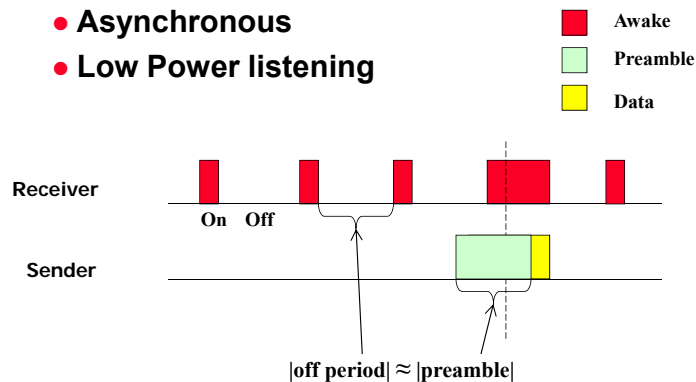 • Asynchronous
• Low Power listening
Awake
Preamble
Data
Receiver
On Off
Sender
|off period| ≈ |preamble|